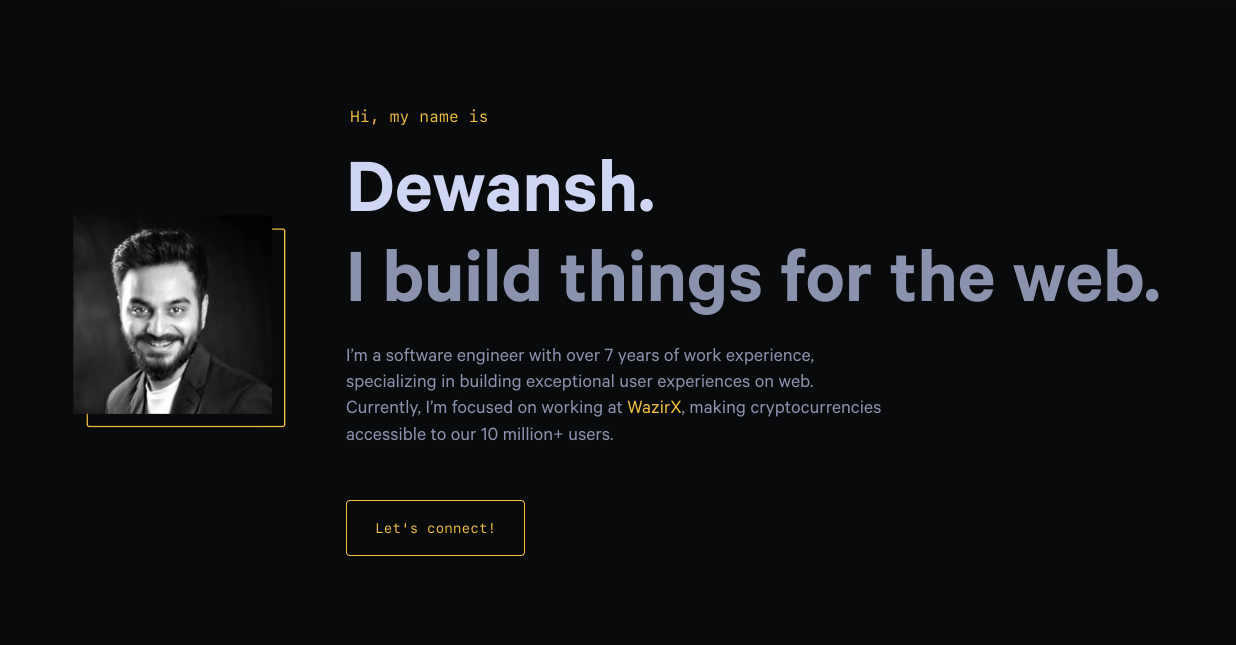 Hi, my name is
Dewansh.
I build things for the web.
I’m a software engineer with over 7 years of work experience,
specializing in building exceptional user experiences on web.
Currently, I’m focused on working at WazirX, making cryptocurrencies
accessible to our 10 million+ users.
Let's connect!